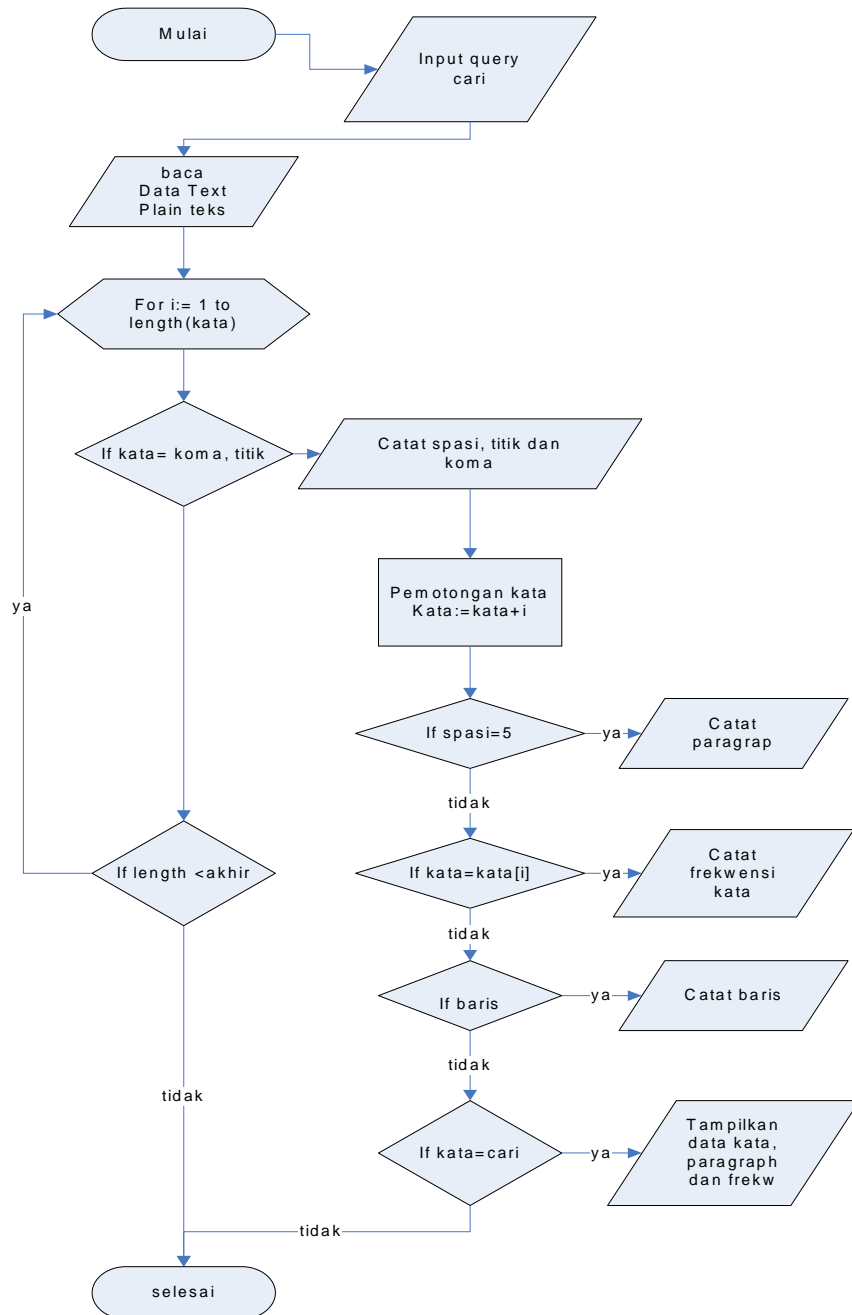 Mulai
Input query
cari
baca
Data Text
Plain teks
For i:= 1 to
length(kata)
If kata= koma, titik
Catat spasi, titik dan
koma
ya
Pemotongan kata
Kata:=kata+i
If spasi=5
ya
Catat
paragrap
tidak
If length <akhir
If kata=kata[i]
ya
Catat
frekwensi
kata
tidak
If baris
ya
Catat baris
tidak
tidak
If kata=cari
ya
Tampilkan
data kata,
paragraph
dan frekw
tidak
selesai